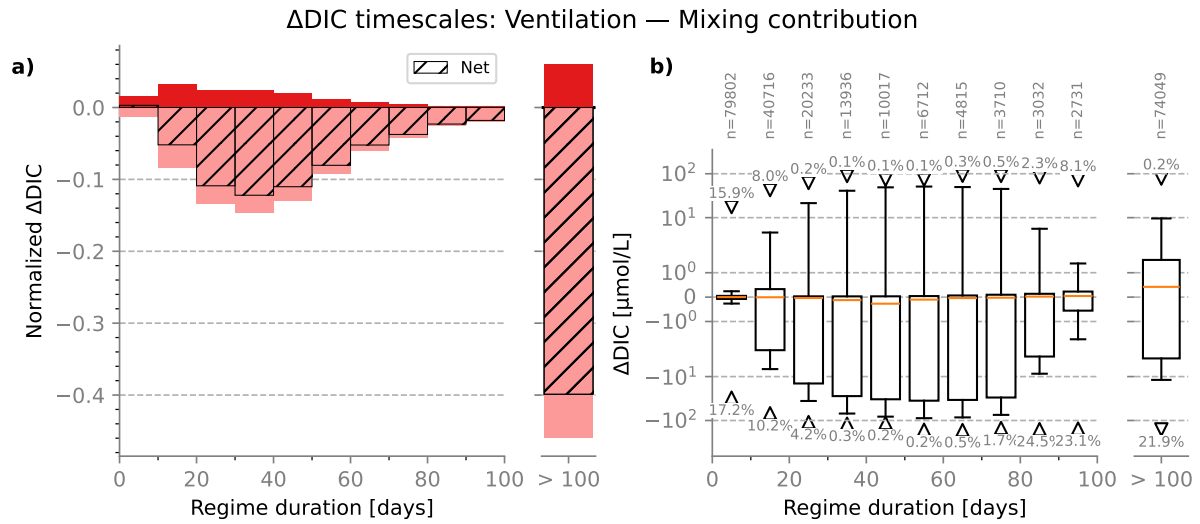 ΔDIC timescales: Ventilation — Mixing contribution
a)
Net
Normalized ΔDIC
0.0
−0.1
−0.2
−0.3
−0.4
0 20 40 60 80 100 > 100
Regime duration [days]
b)
n=79802
n=40716
n=20233
n=13936
n=10017
n=6712
n=4815
n=3710
n=3032
n=2731
n=74049
ΔDIC [μmol/L]
10²
10¹
10⁰
0
−10⁰
−10¹
−10²
15.9% 8.0% 0.2% 0.1% 0.1% 0.1% 0.3% 0.5% 2.3% 8.1% 0.2%
17.2% 10.2% 4.2% 0.3% 0.2% 0.2% 0.5% 1.7% 24.5% 23.1% 21.9%
0 20 40 60 80 100 > 100
Regime duration [days]